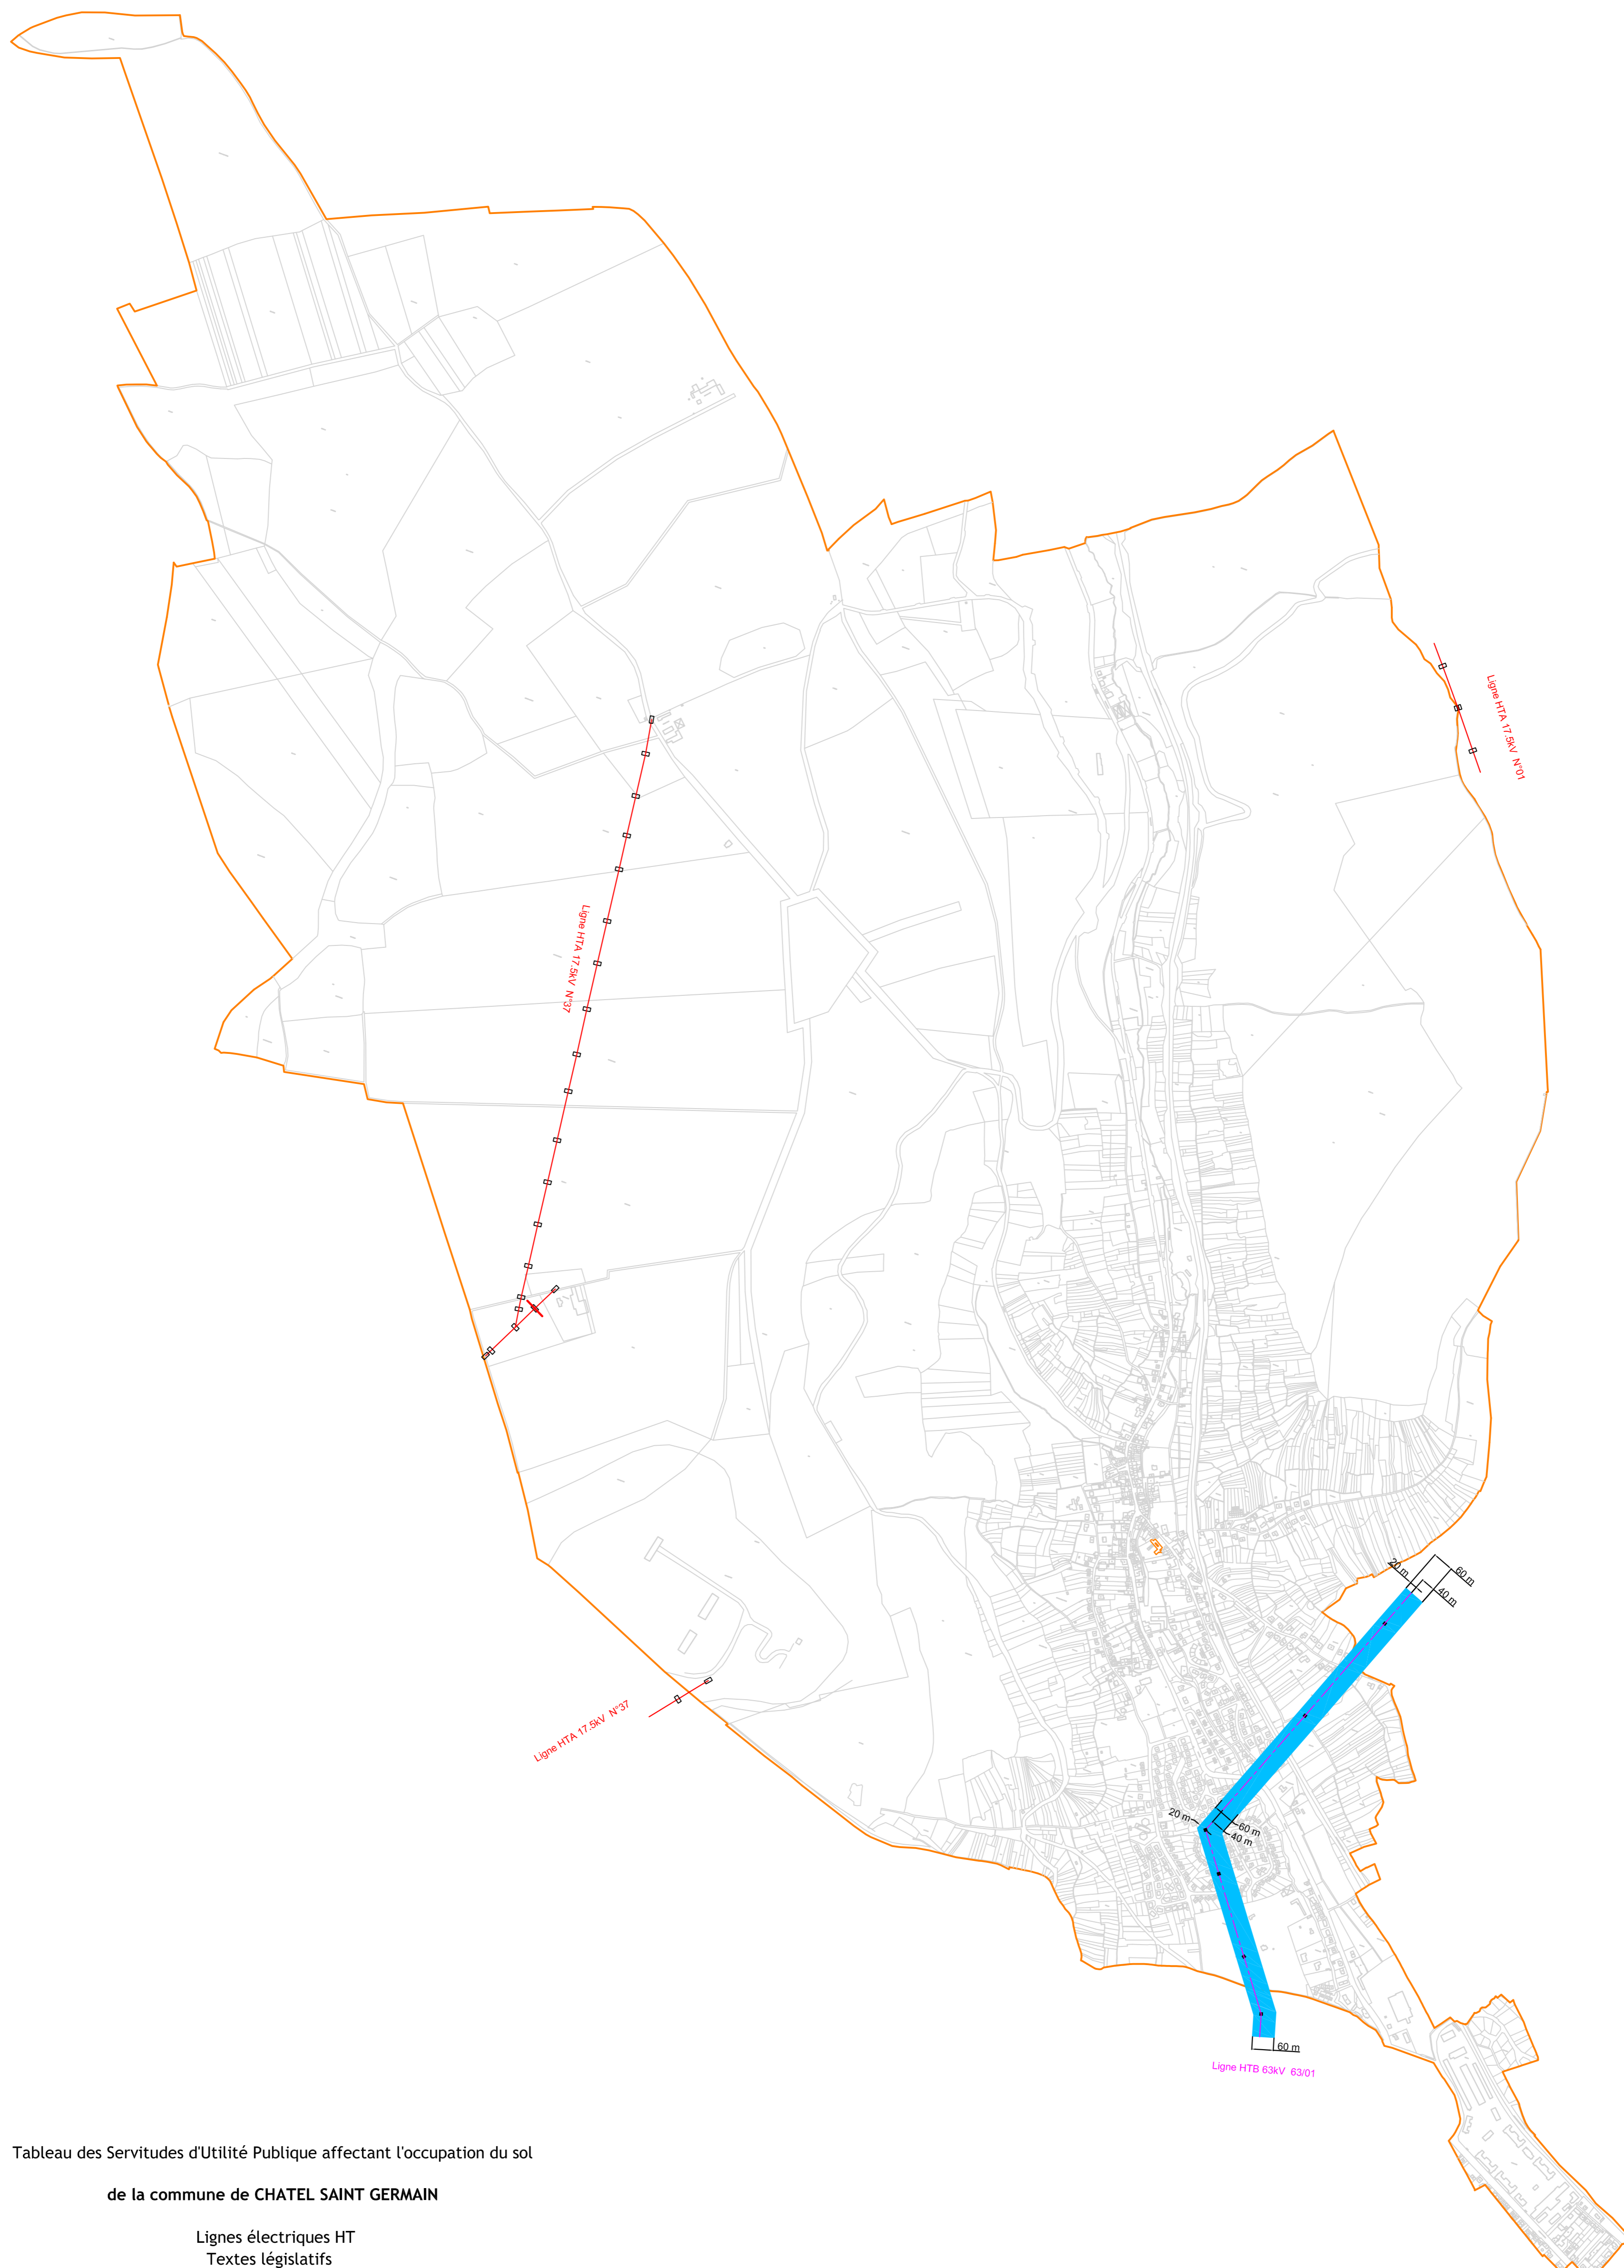 Ligne HTA 17.5kV N°01
Ligne HTA 17.5kV N°37
20 m
60 m
40 m
Ligne HTA 17.5kV N°37
20 m
60 m
40 m
60 m
Ligne HTB 63kV 63/01
Tableau des Servitudes d'Utilité Publique affectant l'occupation du sol
de la commune de CHATEL SAINT GERMAIN
Lignes électriques HT
Textes législatifs